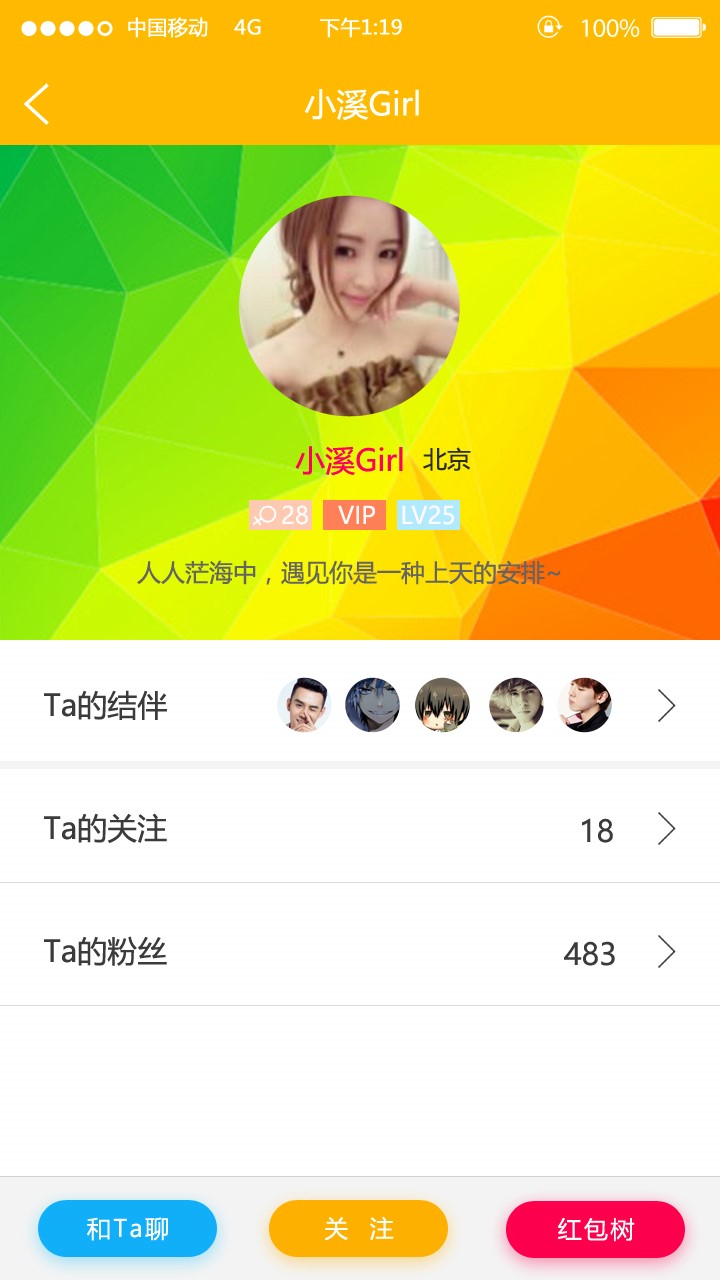 中国移动 4G 下午1:19 100%
小溪Girl
小溪Girl 北京
28 VIP LV25
人人茫海中，遇见你是一种上天的安排~
Ta的结伴
Ta的关注 18
Ta的粉丝 483
和Ta聊 关 注 红包树